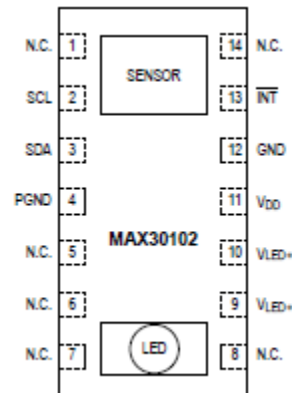 N.C. 1 14 N.C.
SENSOR
SCL 2 13 INT
SDA 3 12 GND
PGND 4 11 VDD
MAX30102
N.C. 5 10 VLED+
N.C. 6 9 VLED+
LED
N.C. 7 8 N.C.